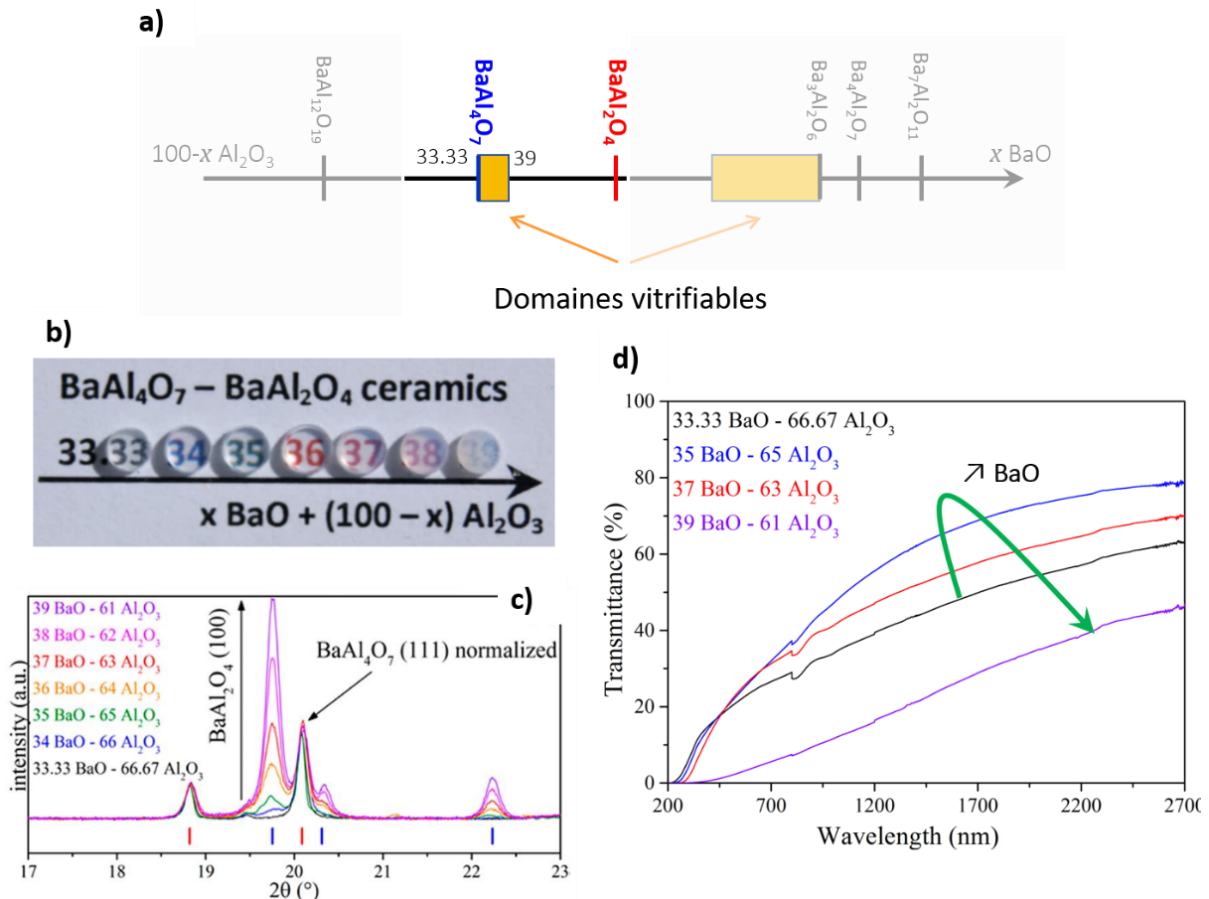 a)
BaAl₁₂O₁₉
BaAl₄O₇
BaAl₂O₄
Ba₃Al₂O₆
Ba₄Al₂O₇
Ba₇Al₂O₁₁
100-x Al₂O₃
33.33
39
x BaO
Domaines vitrifiables
b)
BaAl₄O₇ – BaAl₂O₄ ceramics
33.33 34 35 36 37 38 39
x BaO + (100 – x) Al₂O₃
c)
39 BaO - 61 Al₂O₃
38 BaO - 62 Al₂O₃
37 BaO - 63 Al₂O₃
36 BaO - 64 Al₂O₃
35 BaO - 65 Al₂O₃
34 BaO - 66 Al₂O₃
33.33 BaO - 66.67 Al₂O₃
BaAl₂O₄ (100)
BaAl₄O₇ (111) normalized
intensity (a.u.)
17 18 19 20 21 22 23
2θ (°)
d)
33.33 BaO - 66.67 Al₂O₃
35 BaO - 65 Al₂O₃
37 BaO - 63 Al₂O₃
39 BaO - 61 Al₂O₃
↗ BaO
Transmittance (%)
100
80
60
40
20
0
200 700 1200 1700 2200 2700
Wavelength (nm)